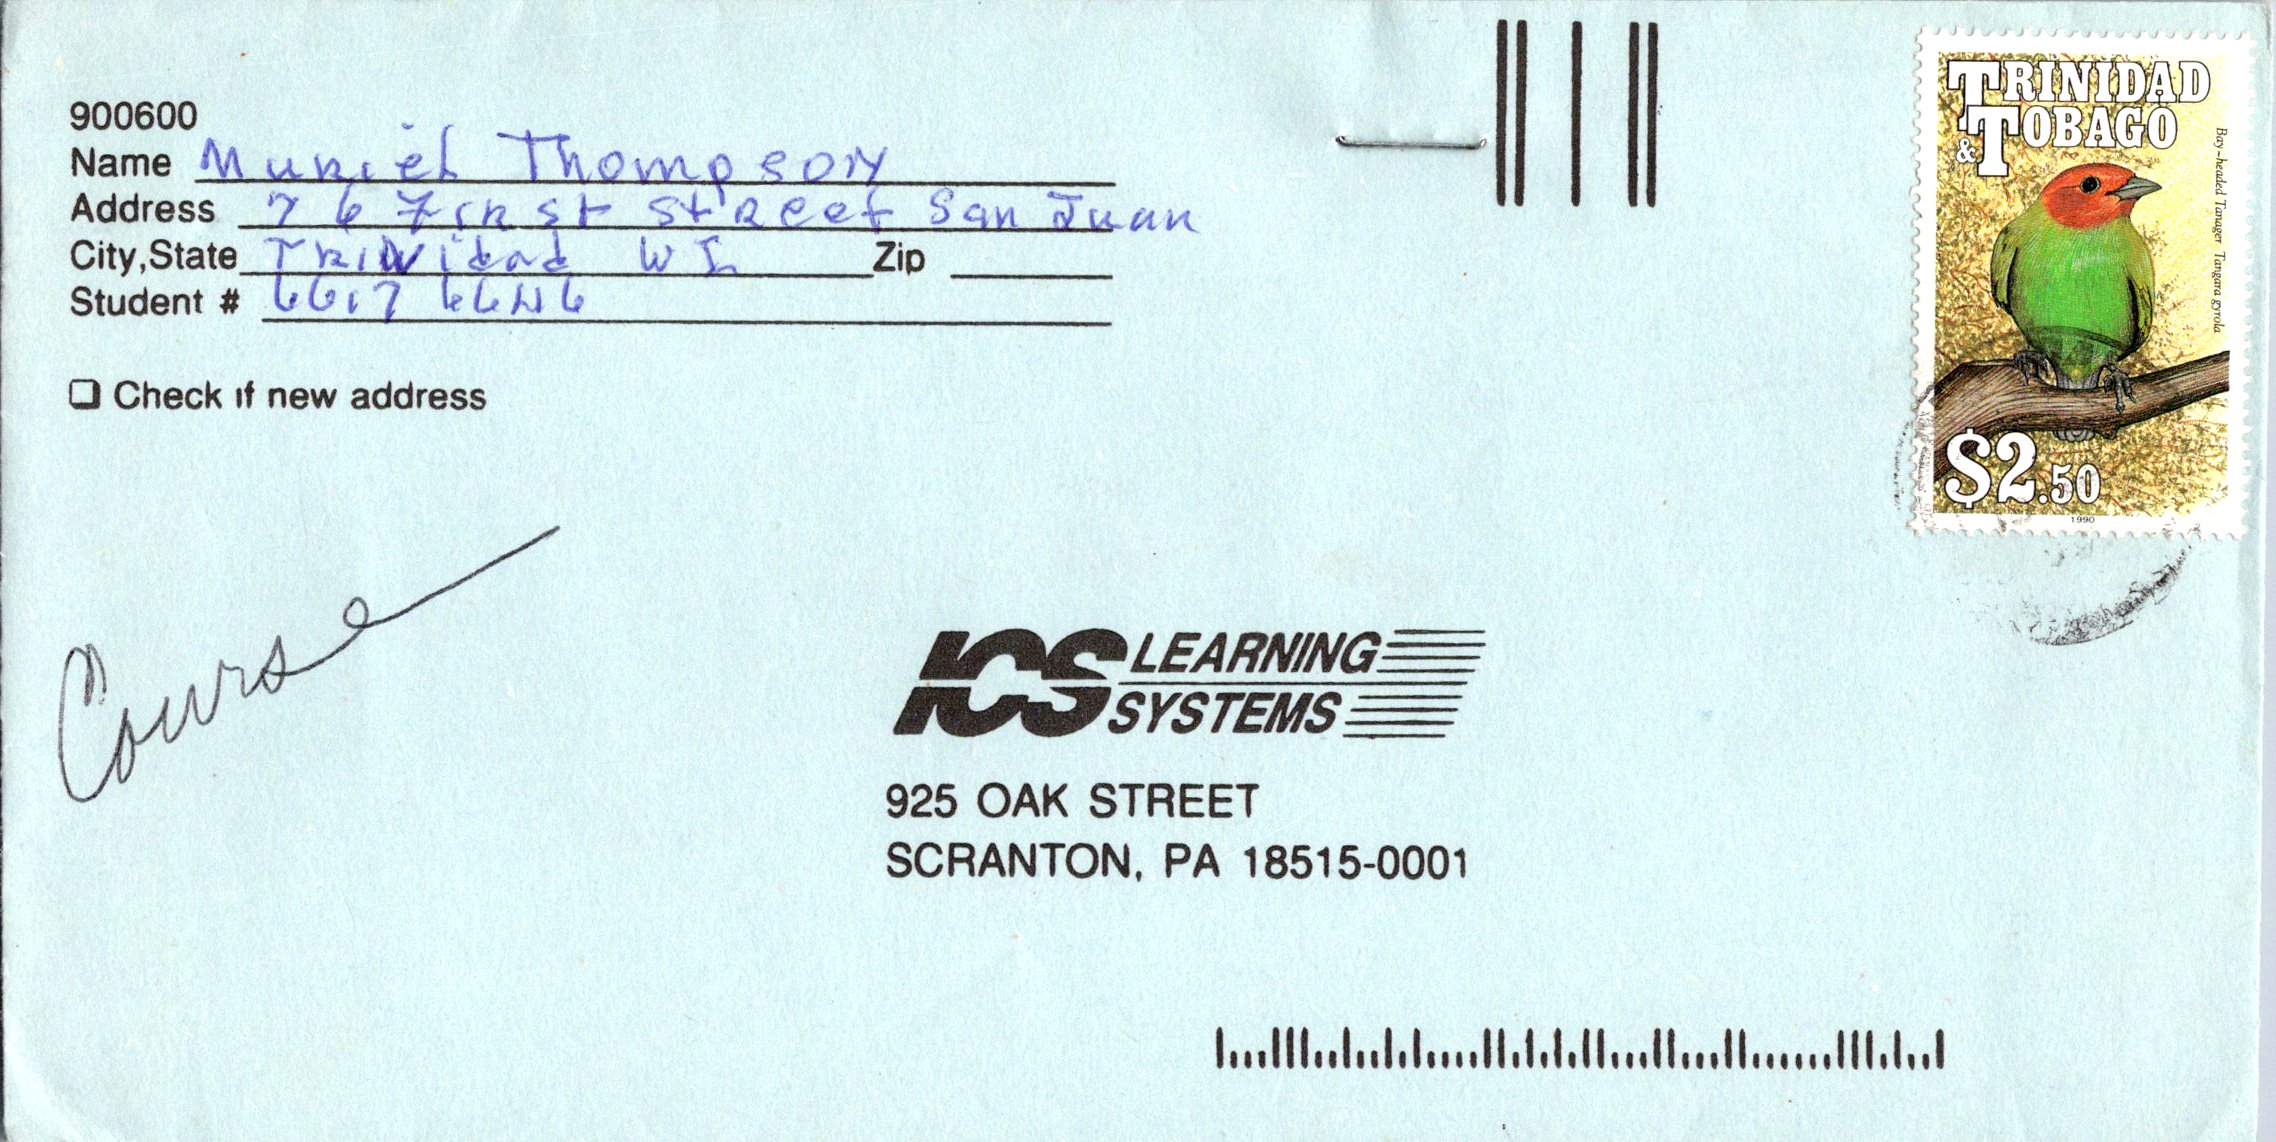 900600
Name Muriel Thompson
Address 76 First Street San Juan
City,State Trinidad W I Zip
Student # 6617 6646
Check if new address
Course
TRINIDAD
& TOBAGO
Bay-headed Tanager Tangara gyrola
$2.50
1990
ICS LEARNING
SYSTEMS
925 OAK STREET
SCRANTON, PA 18515-0001